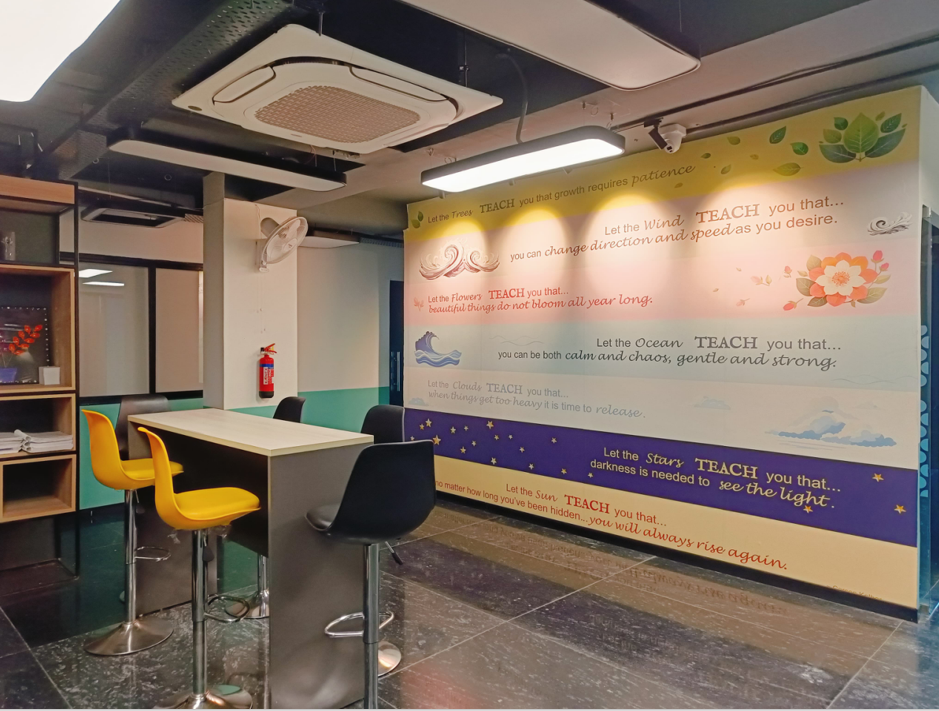 Let the Trees TEACH you that growth requires patience
Let the Wind TEACH you that...
you can change direction and speed as you desire.
Let the Flowers TEACH you that...
beautiful things do not bloom all year long.
Let the Ocean TEACH you that...
you can be both calm and chaos, gentle and strong.
Let the Clouds TEACH you that...
when things get too heavy it is time to release.
Let the Stars TEACH you that...
darkness is needed to see the light.
Let the Sun TEACH you that...
no matter how long you've been hidden... you will always rise again.